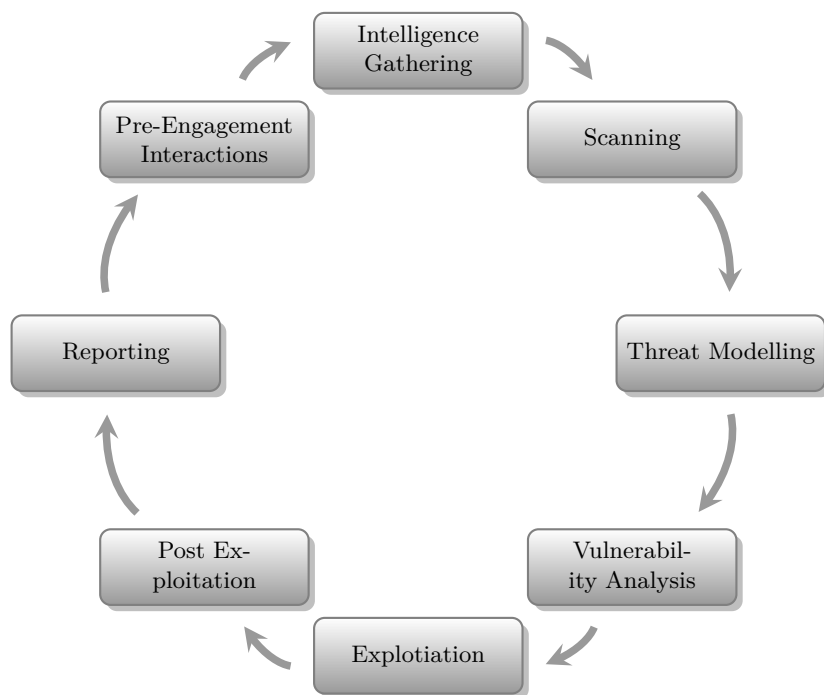 Intelligence
Gathering
Scanning
Threat Modelling
Vulnerabil-
ity Analysis
Explotiation
Post Ex-
ploitation
Reporting
Pre-Engagement
Interactions